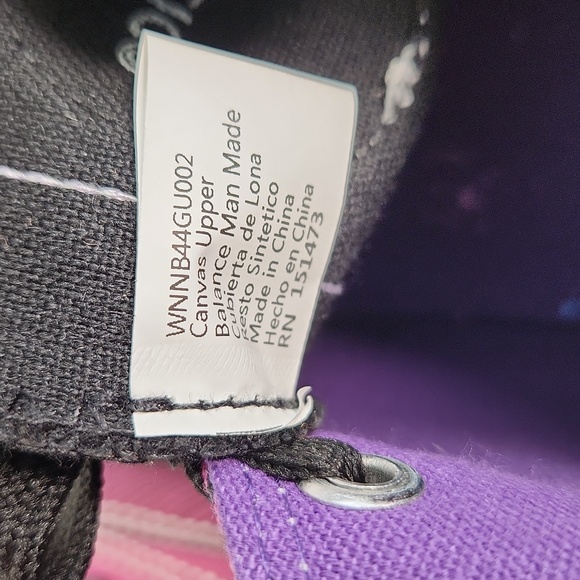 WNNB44GU002
Canvas Upper
Balance Man Made
Cubierta de Lona
Resto Sintetico
Made in China
Hecho en China
RN 151473